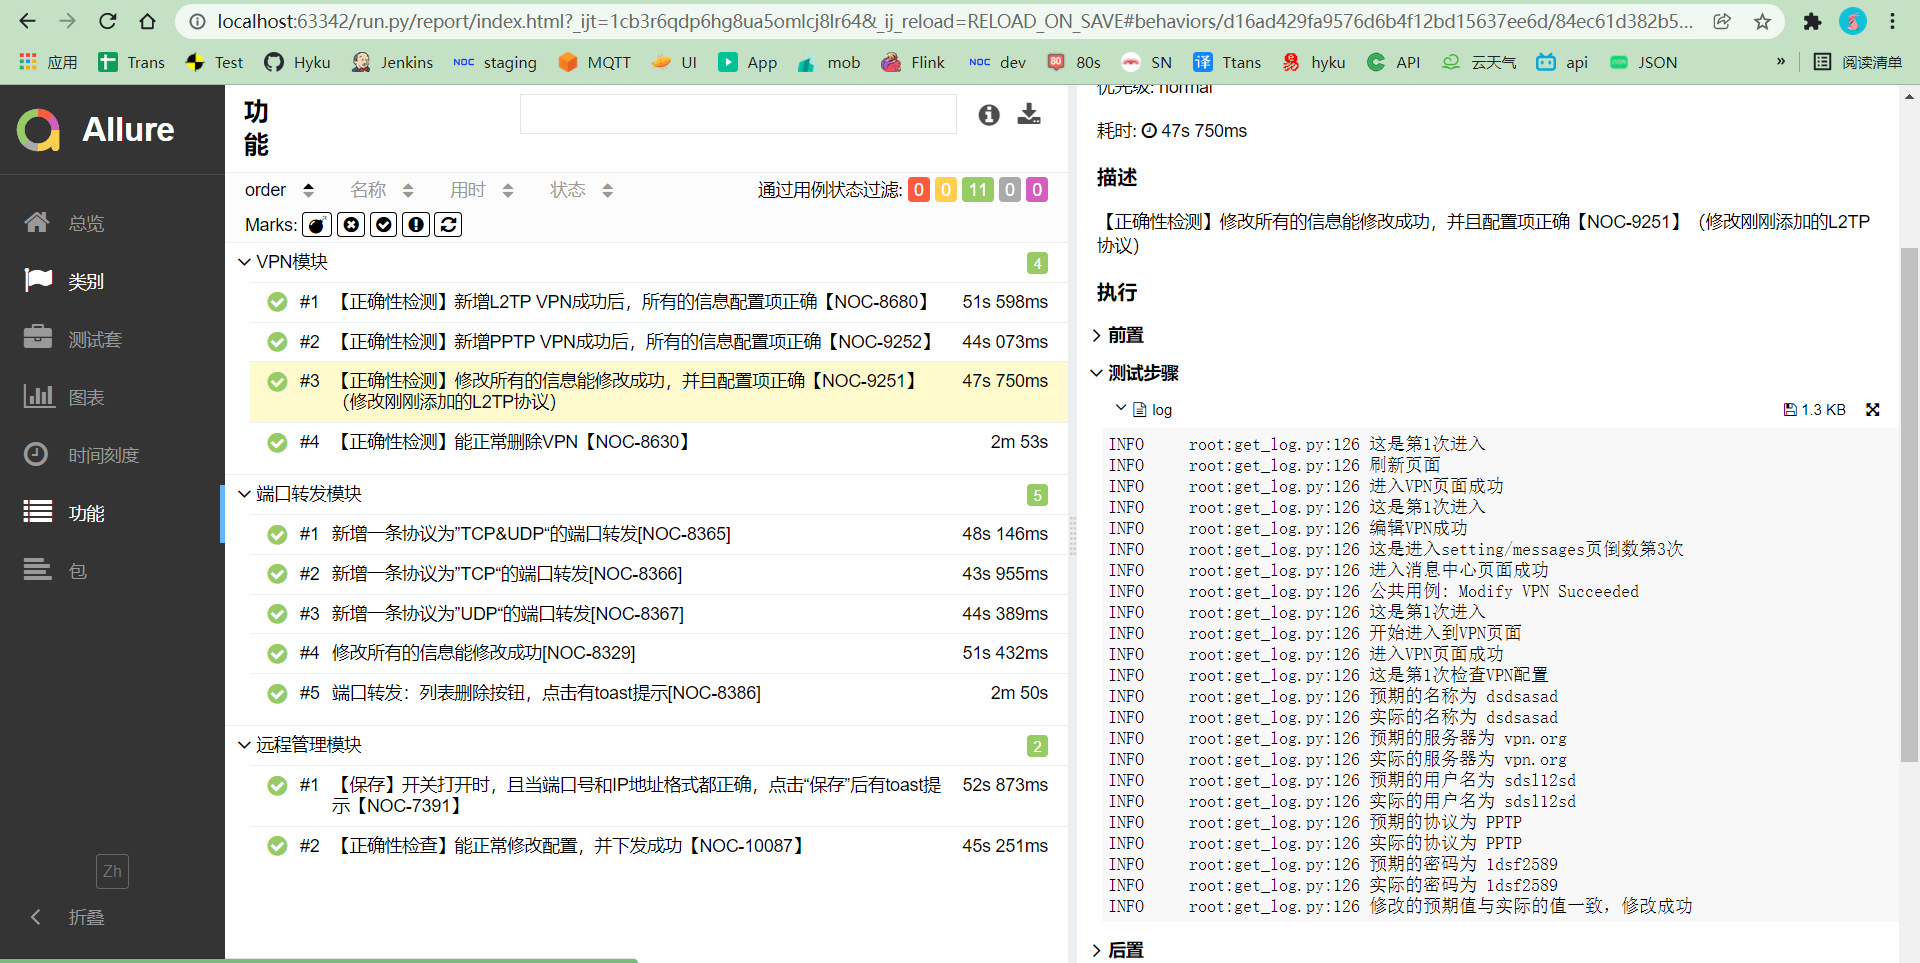 localhost:63342/run.py/report/index.html?_ijt=1cb3r6qdp6hg8ua5omlcj8lr64&_ij_reload=RELOAD_ON_SAVE#behaviors/d16ad429fa9576d6b4f12bd15637ee6d/84ec61d382b5...
应用 Trans Test Hyku Jenkins NOC staging MQTT UI App mob Flink NOC dev 80 80s SN 译 Ttans 易 hyku API 云天气 api JSON » 阅读清单
Allure
总览
类别
测试套
图表
时间刻度
功能
包
Zh
折叠
功
能
order 名称 用时 状态 通过用例状态过滤: 0 0 11 0 0
Marks:
VPN模块 4
#1 【正确性检测】新增L2TP VPN成功后，所有的信息配置项正确【NOC-8680】 51s 598ms
#2 【正确性检测】新增PPTP VPN成功后，所有的信息配置项正确【NOC-9252】 44s 073ms
#3 【正确性检测】修改所有的信息能修改成功，并且配置项正确【NOC-9251】 47s 750ms
（修改刚刚添加的L2TP协议）
#4 【正确性检测】能正常删除VPN【NOC-8630】 2m 53s
端口转发模块 5
#1 新增一条协议为”TCP&UDP“的端口转发[NOC-8365] 48s 146ms
#2 新增一条协议为”TCP“的端口转发[NOC-8366] 43s 955ms
#3 新增一条协议为”UDP“的端口转发[NOC-8367] 44s 389ms
#4 修改所有的信息能修改成功[NOC-8329] 51s 432ms
#5 端口转发：列表删除按钮，点击有toast提示[NOC-8386] 2m 50s
远程管理模块 2
#1 【保存】开关打开时，且当端口号和IP地址格式都正确，点击“保存”后有toast提 52s 873ms
示【NOC-7391】
#2 【正确性检查】能正常修改配置，并下发成功【NOC-10087】 45s 251ms
优先级: normal
耗时: 47s 750ms
描述
【正确性检测】修改所有的信息能修改成功，并且配置项正确【NOC-9251】（修改刚刚添加的L2TP
协议）
执行
前置
测试步骤
log 1.3 KB
INFO root:get_log.py:126 这是第1次进入
INFO root:get_log.py:126 刷新页面
INFO root:get_log.py:126 进入VPN页面成功
INFO root:get_log.py:126 这是第1次进入
INFO root:get_log.py:126 编辑VPN成功
INFO root:get_log.py:126 这是进入setting/messages页倒数第3次
INFO root:get_log.py:126 进入消息中心页面成功
INFO root:get_log.py:126 公共用例: Modify VPN Succeeded
INFO root:get_log.py:126 这是第1次进入
INFO root:get_log.py:126 开始进入到VPN页面
INFO root:get_log.py:126 进入VPN页面成功
INFO root:get_log.py:126 这是第1次检查VPN配置
INFO root:get_log.py:126 预期的名称为 dsdsasad
INFO root:get_log.py:126 实际的名称为 dsdsasad
INFO root:get_log.py:126 预期的服务器为 vpn.org
INFO root:get_log.py:126 实际的服务器为 vpn.org
INFO root:get_log.py:126 预期的用户名为 sdsl12sd
INFO root:get_log.py:126 实际的用户名为 sdsl12sd
INFO root:get_log.py:126 预期的协议为 PPTP
INFO root:get_log.py:126 实际的协议为 PPTP
INFO root:get_log.py:126 预期的密码为 1dsf2589
INFO root:get_log.py:126 实际的密码为 1dsf2589
INFO root:get_log.py:126 修改的预期值与实际的值一致，修改成功
后置